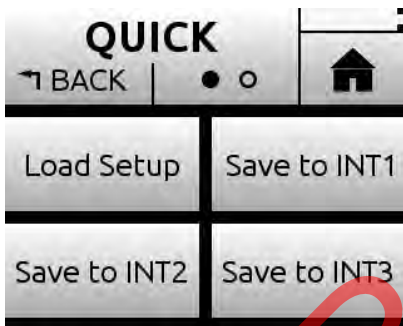 QUICK
BACK
Load Setup
Save to INT1
Save to INT2
Save to INT3